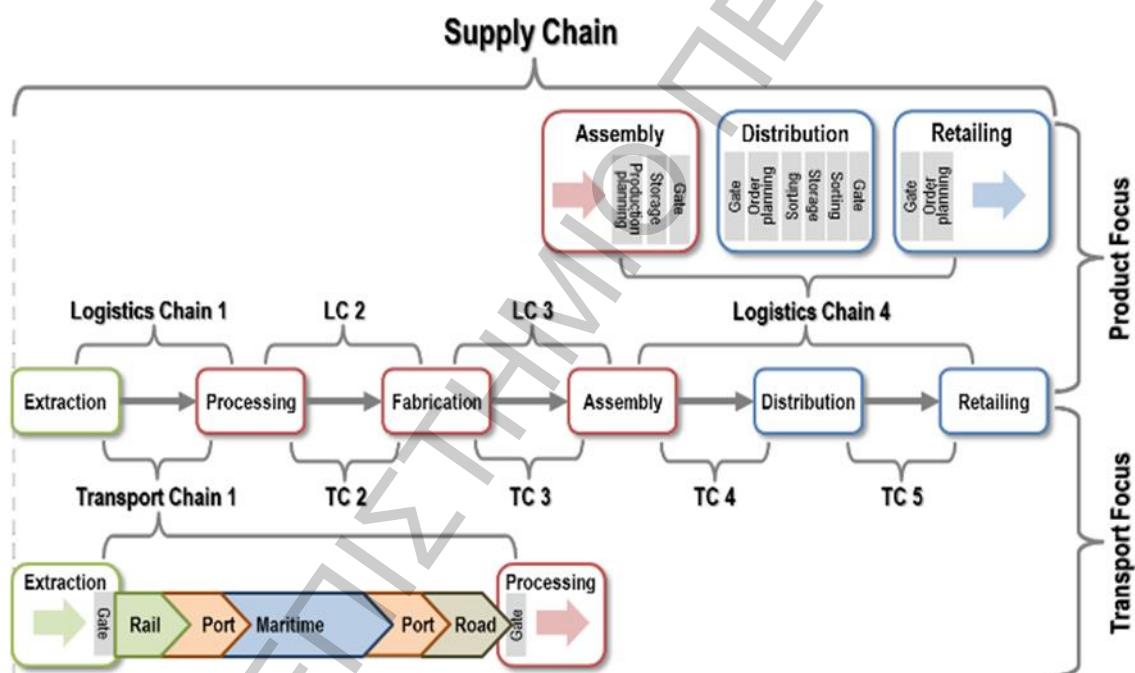 Supply Chain
Assembly
Production
planning
Storage
Gate
Distribution
Gate
Order
planning
Sorting
Storage
Sorting
Gate
Retailing
Gate
Order
planning
Product Focus
Logistics Chain 1
LC 2
LC 3
Logistics Chain 4
Extraction
Processing
Fabrication
Assembly
Distribution
Retailing
Transport Chain 1
TC 2
TC 3
TC 4
TC 5
Transport Focus
Extraction
Gate
Rail
Port
Maritime
Port
Road
Processing
Gate
ΕΠΙΣΤΗΜΙΟ ΠΕ